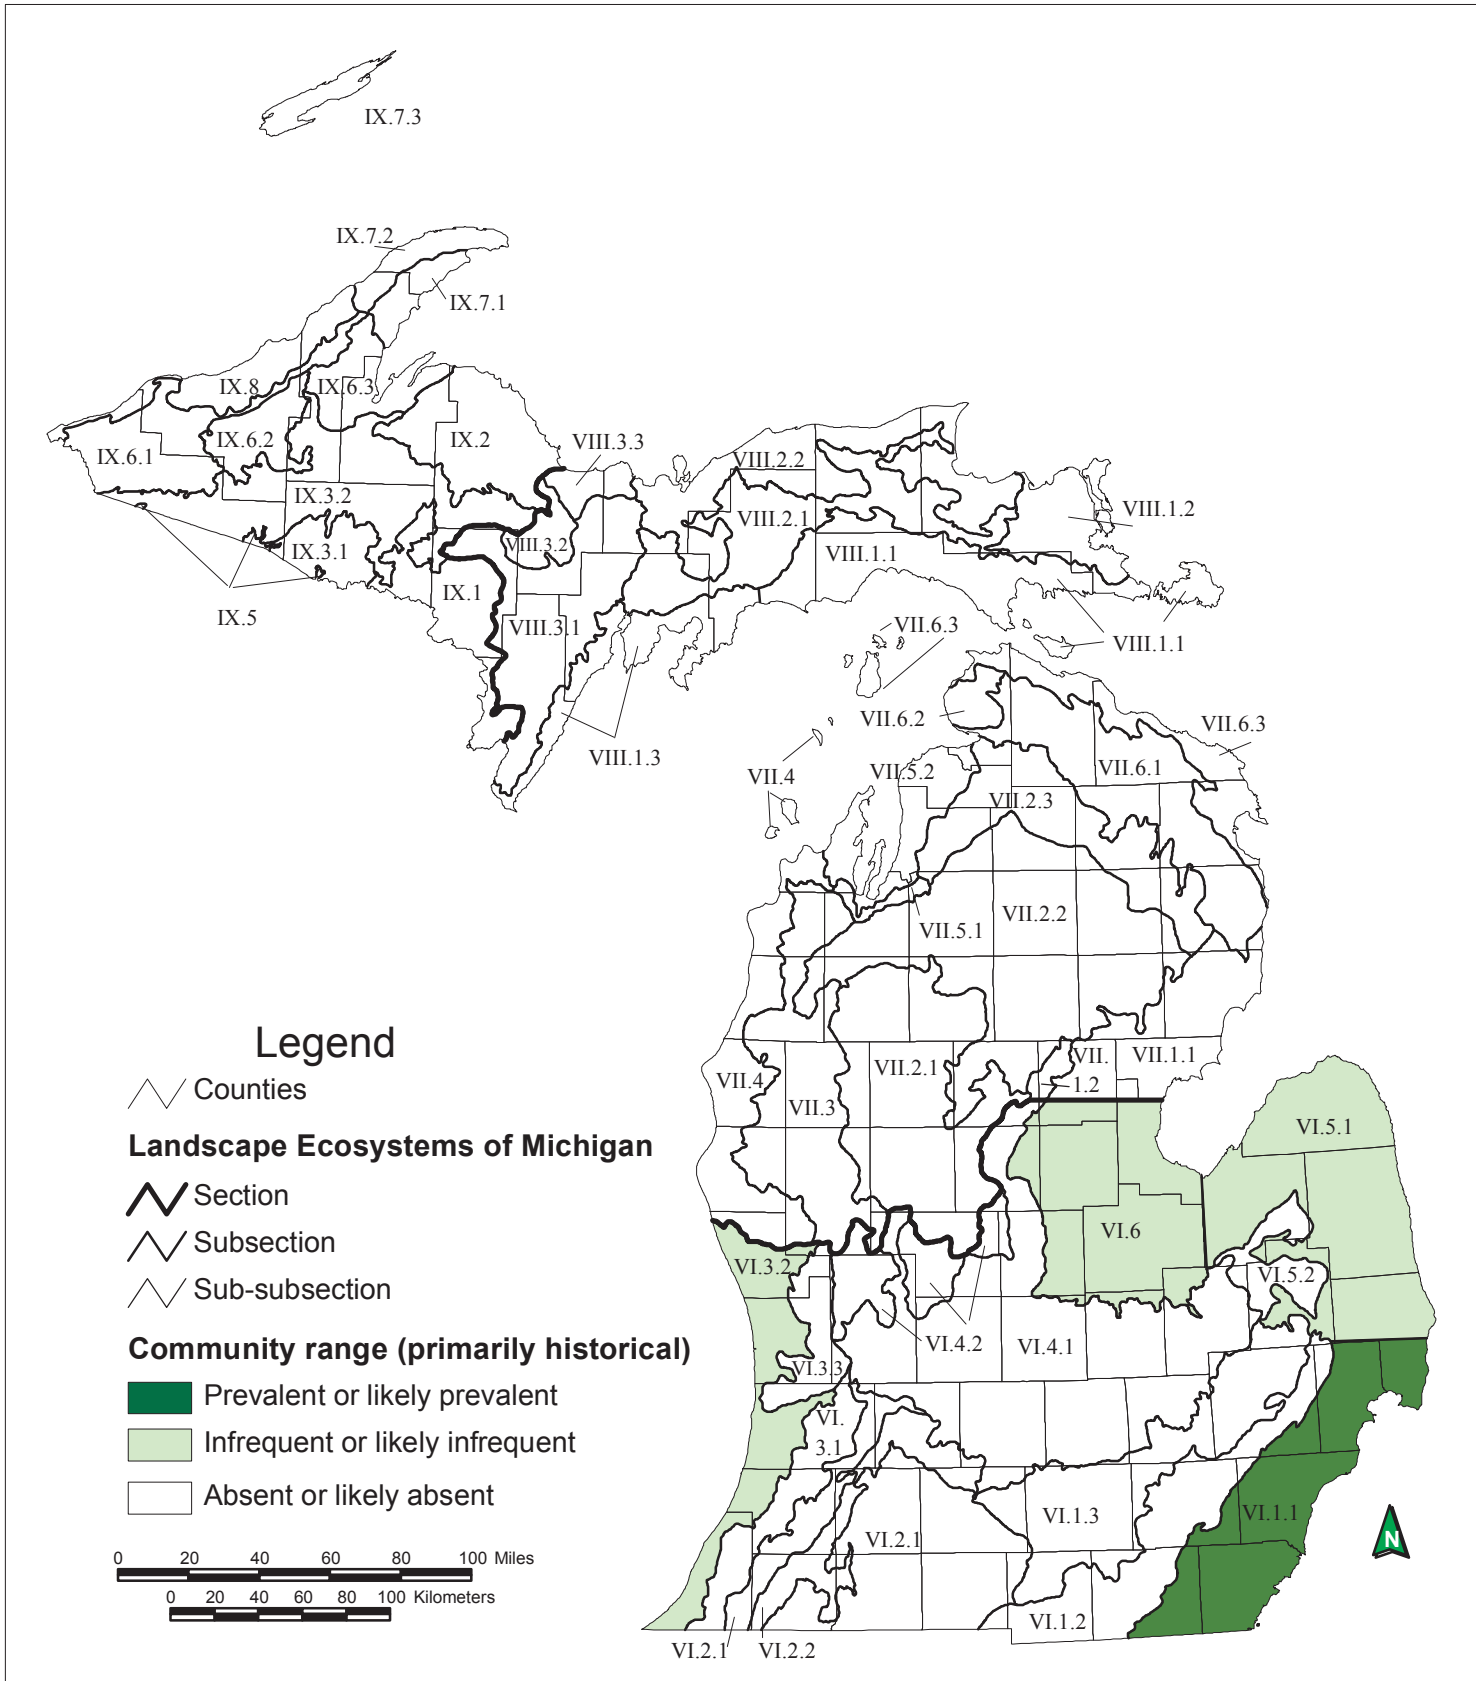 IX.7.3
IX.7.2
IX.7.1
IX.8
IX.6.3
IX.6.2
IX.2
IX.6.1
VIII.3.3
VIII.2.2
IX.3.2
VIII.2.1
VIII.1.2
IX.3.1
VIII.3.2
VIII.1.1
IX.1
IX.5
VIII.3.1
VII.6.3
VIII.1.1
VII.6.2
VII.6.3
VIII.1.3
VII.4
VII.5.2
VII.6.1
VII.2.3
VII.5.1
VII.2.2
VII.4
VII.3
VII.2.1
VII.
1.2
VII.1.1
VI.5.1
VI.6
VI.3.2
VI.5.2
VI.4.2
VI.4.1
VI.3.3
VI.
3.1
VI.1.3
VI.1.1
VI.2.1
VI.1.2
VI.2.1
VI.2.2
Legend
Counties
Landscape Ecosystems of Michigan
Section
Subsection
Sub-subsection
Community range (primarily historical)
Prevalent or likely prevalent
Infrequent or likely infrequent
Absent or likely absent
0 20 40 60 80 100 Miles
0 20 40 60 80 100 Kilometers
N